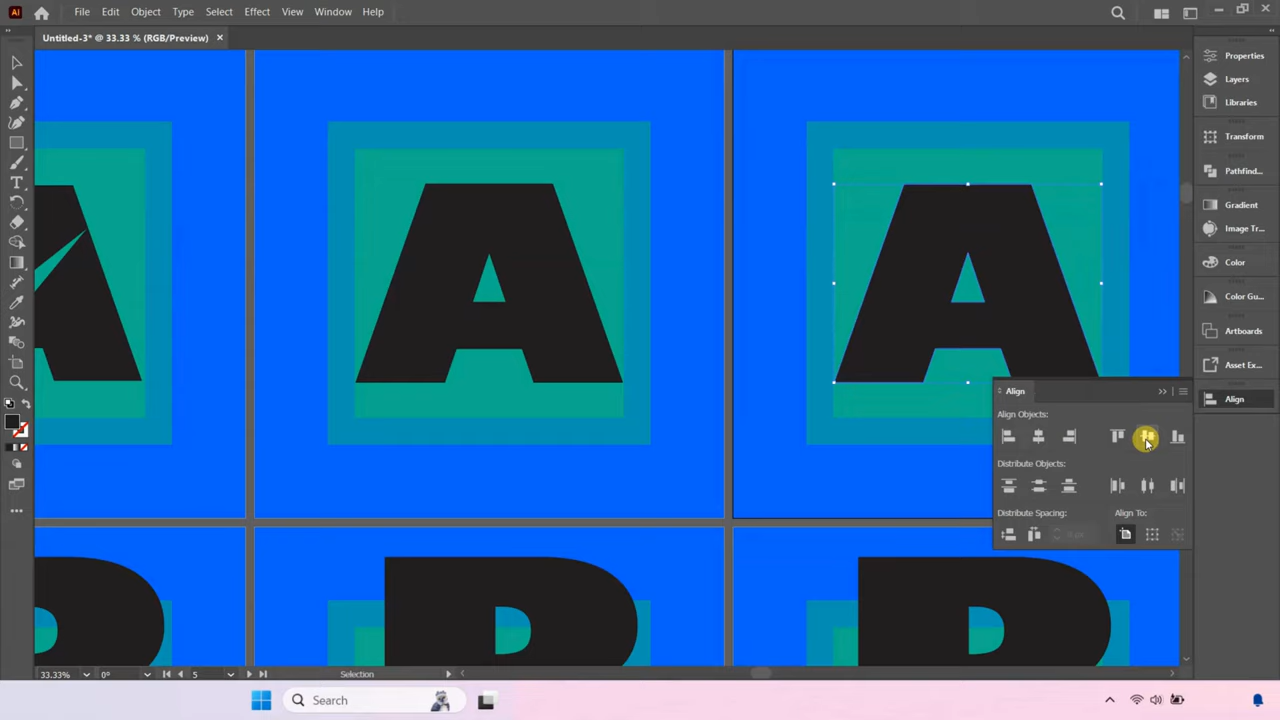 Ai File Edit Object Type Select Effect View Window Help
Untitled-3* @ 33.33 % (RGB/Preview)
Properties
Layers
Libraries
Transform
Pathfind...
Gradient
Image Tr...
Color
Color Gu...
Artboards
Asset Ex...
Align
A
A
Align
Align Objects:
Distribute Objects:
Distribute Spacing:
Align To:
33.33% 0° 5 Selection
Search